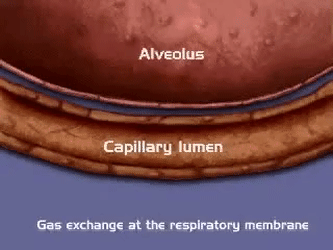 Alveolus
Capillary lumen
Gas exchange at the respiratory membrane